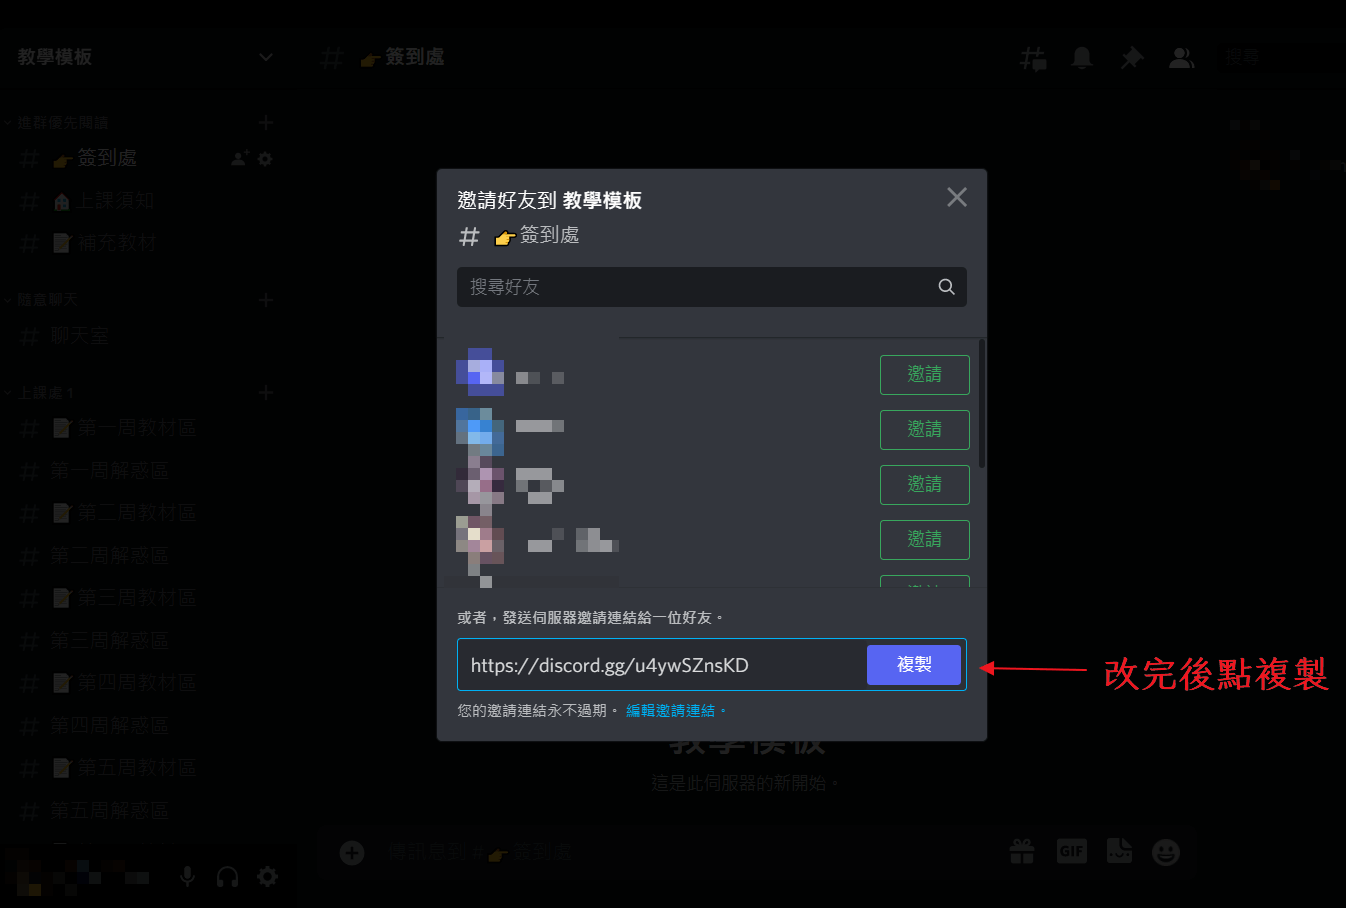 教學模板
簽到處
搜尋
進群優先閱讀
簽到處
上課須知
補充教材
隨意聊天
聊天室
上課處 1
第一周教材區
第一周解惑區
第二周教材區
第二周解惑區
第三周教材區
第三周解惑區
第四周教材區
第四周解惑區
第五周教材區
第五周解惑區
邀請好友到 教學模板
簽到處
搜尋好友
邀請
邀請
邀請
邀請
邀請
或者，發送伺服器邀請連結給一位好友。
https://discord.gg/u4ywSZnsKD
複製
您的邀請連結永不過期。 編輯邀請連結。
改完後點複製
教學模板
這是此伺服器的新開始。
傳訊息到 # 簽到處
GIF